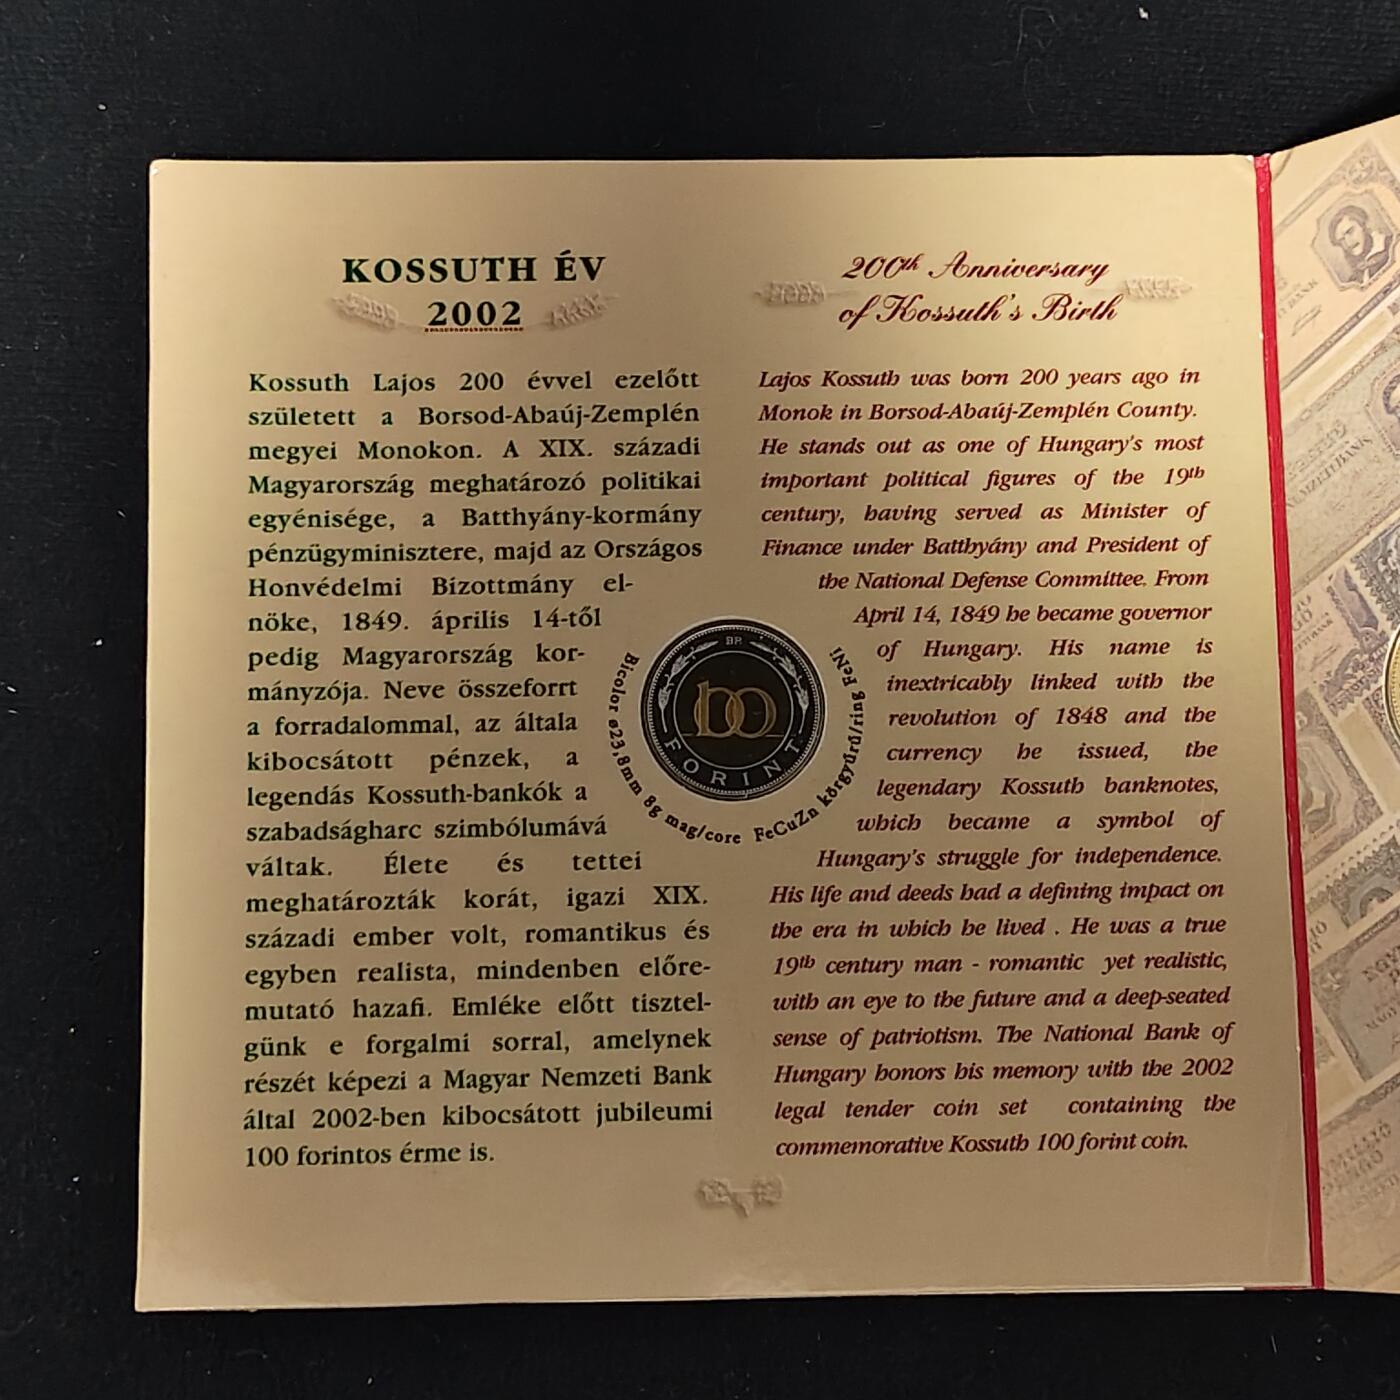 KOSSUTH ÉV
2002
Kossuth Lajos 200 évvel ezelőtt
született a Borsod-Abaúj-Zemplén
megyei Monokon. A XIX. századi
Magyarország meghatározó politikai
egyénisége, a Batthyány-kormány
pénzügyminisztere, majd az Országos
Honvédelmi Bizottmány el-
nöke, 1849. április 14-től
pedig Magyarország kor-
mányzója. Neve összeforrt
a forradalommal, az általa
kibocsátott pénzek, a
legendás Kossuth-bankók a
szabadságharc szimbólumává
váltak. Élete és tettei
meghatározták korát, igazi XIX.
századi ember volt, romantikus és
egyben realista, mindenben előre-
mutató hazafi. Emléke előtt tisztel-
günk e forgalmi sorral, amelynek
részét képezi a Magyar Nemzeti Bank
által 2002-ben kibocsátott jubileumi
100 forintos érme is.
BP.
100
FORINT
Bicolor ø23,8mm 8g mag/core FeCuZn körgyűrű/ring FeNi
200th Anniversary
of Kossuth's Birth
Lajos Kossuth was born 200 years ago in
Monok in Borsod-Abaúj-Zemplén County.
He stands out as one of Hungary's most
important political figures of the 19th
century, having served as Minister of
Finance under Batthyány and President of
the National Defense Committee. From
April 14, 1849 he became governor
of Hungary. His name is
inextricably linked with the
revolution of 1848 and the
currency he issued, the
legendary Kossuth banknotes,
which became a symbol of
Hungary's struggle for independence.
His life and deeds had a defining impact on
the era in which he lived . He was a true
19th century man - romantic yet realistic,
with an eye to the future and a deep-seated
sense of patriotism. The National Bank of
Hungary honors his memory with the 2002
legal tender coin set containing the
commemorative Kossuth 100 forint coin.